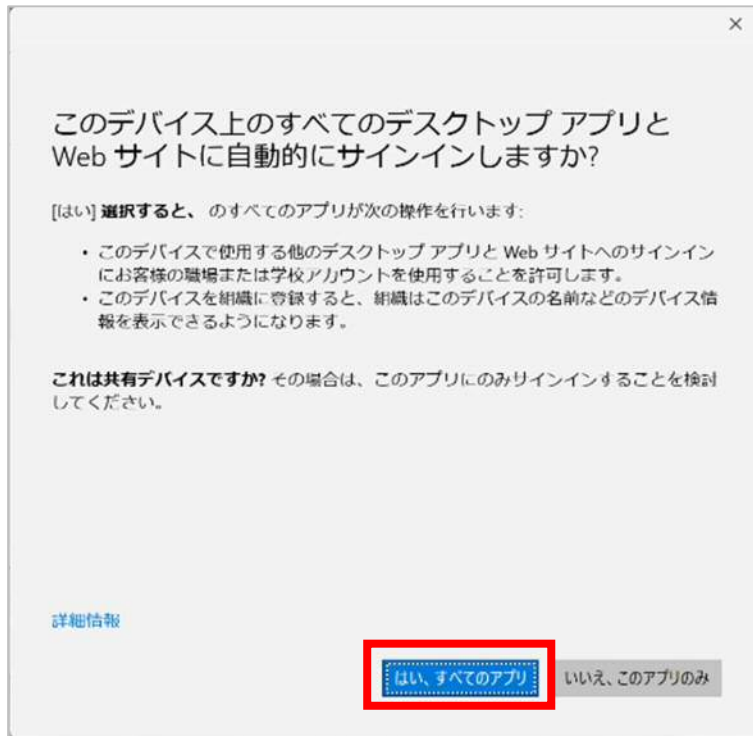 このデバイス上のすべてのデスクトップ アプリと
Web サイトに自動的にサインインしますか?
[はい] 選択すると、 のすべてのアプリが次の操作を行います:
• このデバイスで使用する他のデスクトップ アプリと Web サイトへのサインイン
にお客様の職場または学校アカウントを使用することを許可します。
• このデバイスを組織に登録すると、組織はこのデバイスの名前などのデバイス情
報を表示できるようになります。
これは共有デバイスですか? その場合は、このアプリにのみサインインすることを検討
してください。
詳細情報
はい、すべてのアプリ
いいえ、このアプリのみ